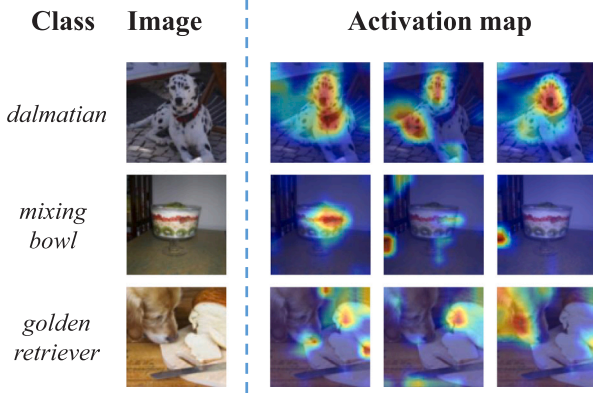 Class Image Activation map
dalmatian
mixing
bowl
golden
retriever